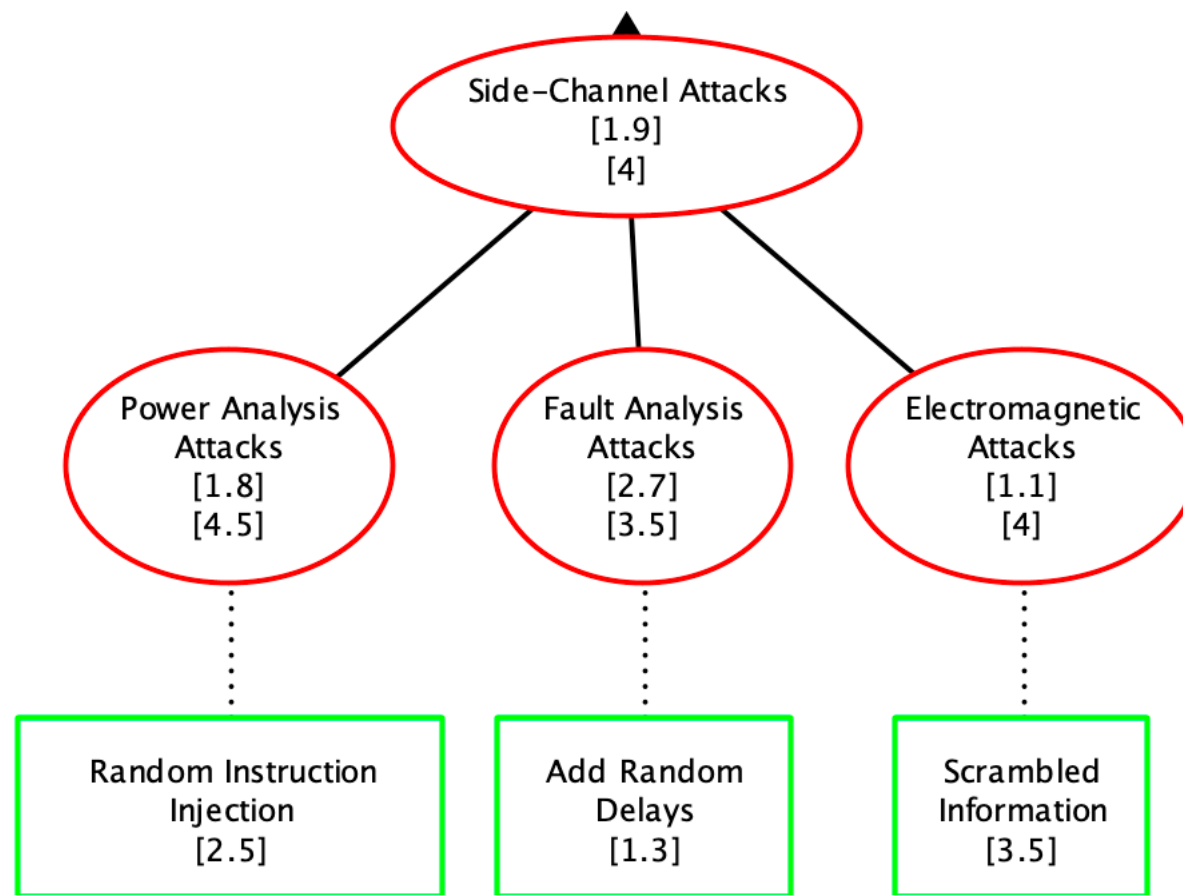 Side-Channel Attacks
[1.9]
[4]
Power Analysis
Attacks
[1.8]
[4.5]
Fault Analysis
Attacks
[2.7]
[3.5]
Electromagnetic
Attacks
[1.1]
[4]
Random Instruction
Injection
[2.5]
Add Random
Delays
[1.3]
Scrambled
Information
[3.5]